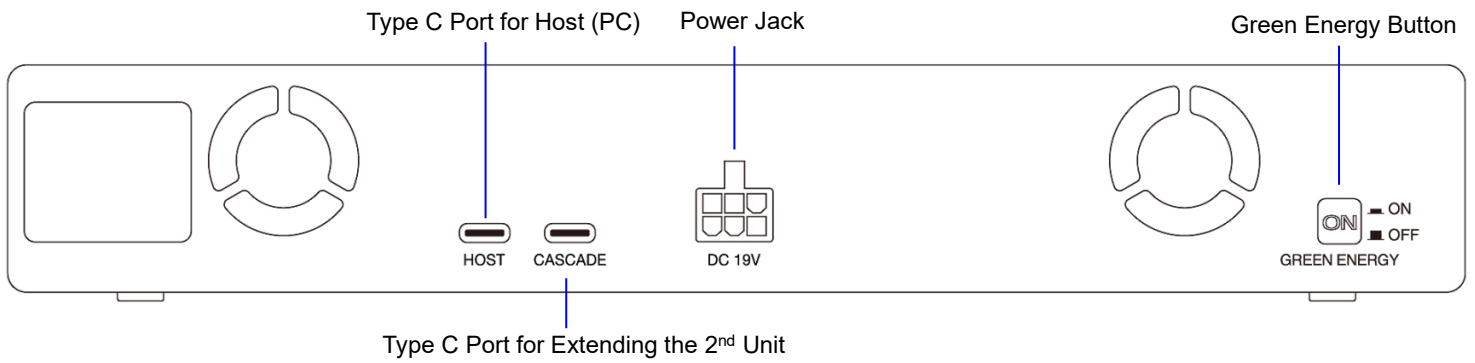 Type C Port for Host (PC)
Power Jack
Green Energy Button
ON
ON
OFF
HOST
CASCADE
DC 19V
GREEN ENERGY
Type C Port for Extending the 2nd Unit